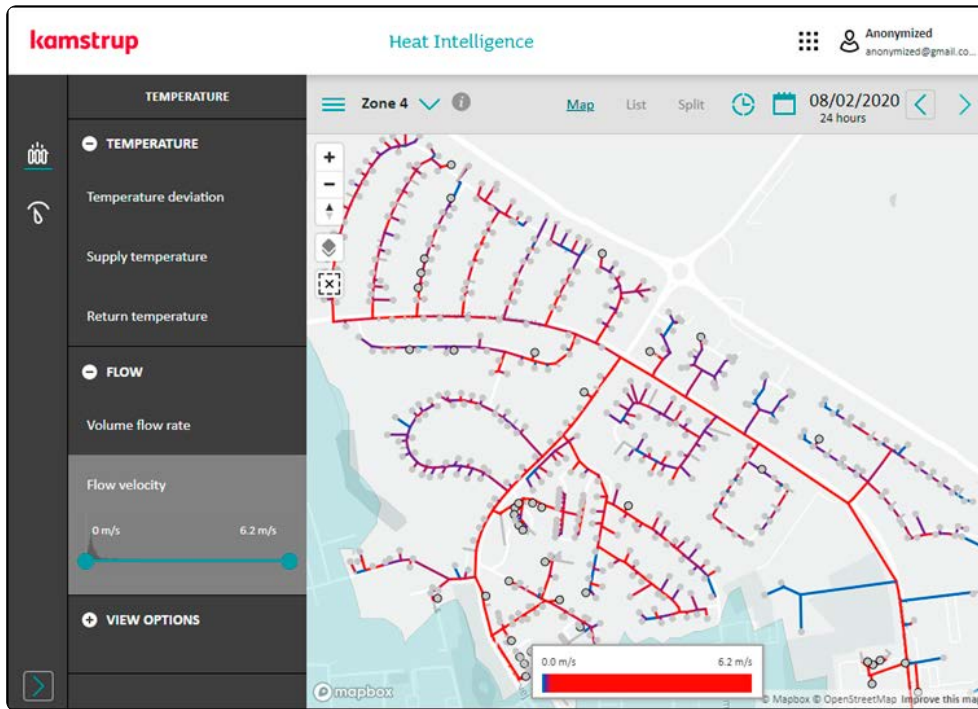 kamstrup
Heat Intelligence
Anonymized
anonymized@gmail.co...
TEMPERATURE
TEMPERATURE
Temperature deviation
Supply temperature
Return temperature
FLOW
Volume flow rate
Flow velocity
0 m/s 6.2 m/s
VIEW OPTIONS
Zone 4
Map List Split
08/02/2020
24 hours
0.0 m/s 6.2 m/s
mapbox
© Mapbox © OpenStreetMap Improve this map